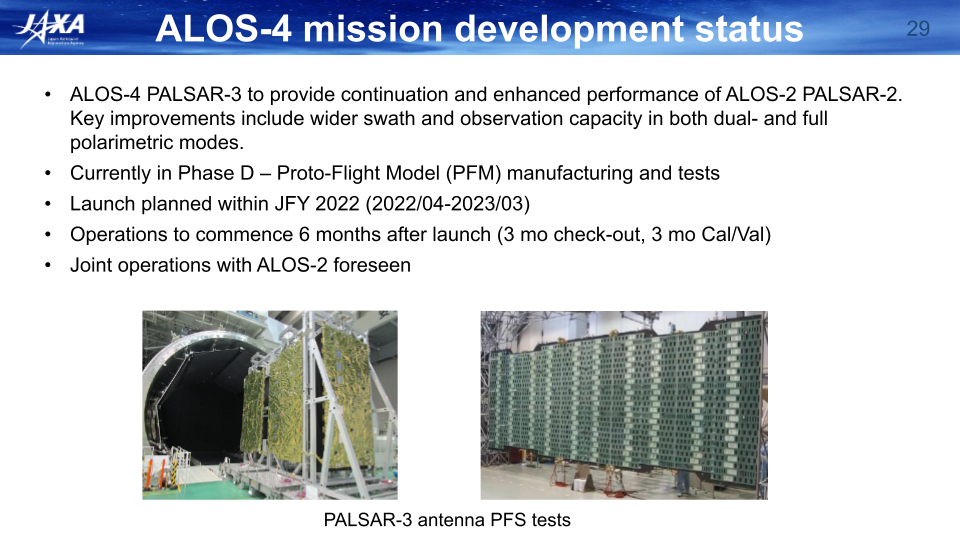 JAXA
Japan Aerospace
Exploration Agency
ALOS-4 mission development status
29
• ALOS-4 PALSAR-3 to provide continuation and enhanced performance of ALOS-2 PALSAR-2.
Key improvements include wider swath and observation capacity in both dual- and full
polarimetric modes.
• Currently in Phase D – Proto-Flight Model (PFM) manufacturing and tests
• Launch planned within JFY 2022 (2022/04-2023/03)
• Operations to commence 6 months after launch (3 mo check-out, 3 mo Cal/Val)
• Joint operations with ALOS-2 foreseen
PALSAR-3 antenna PFS tests